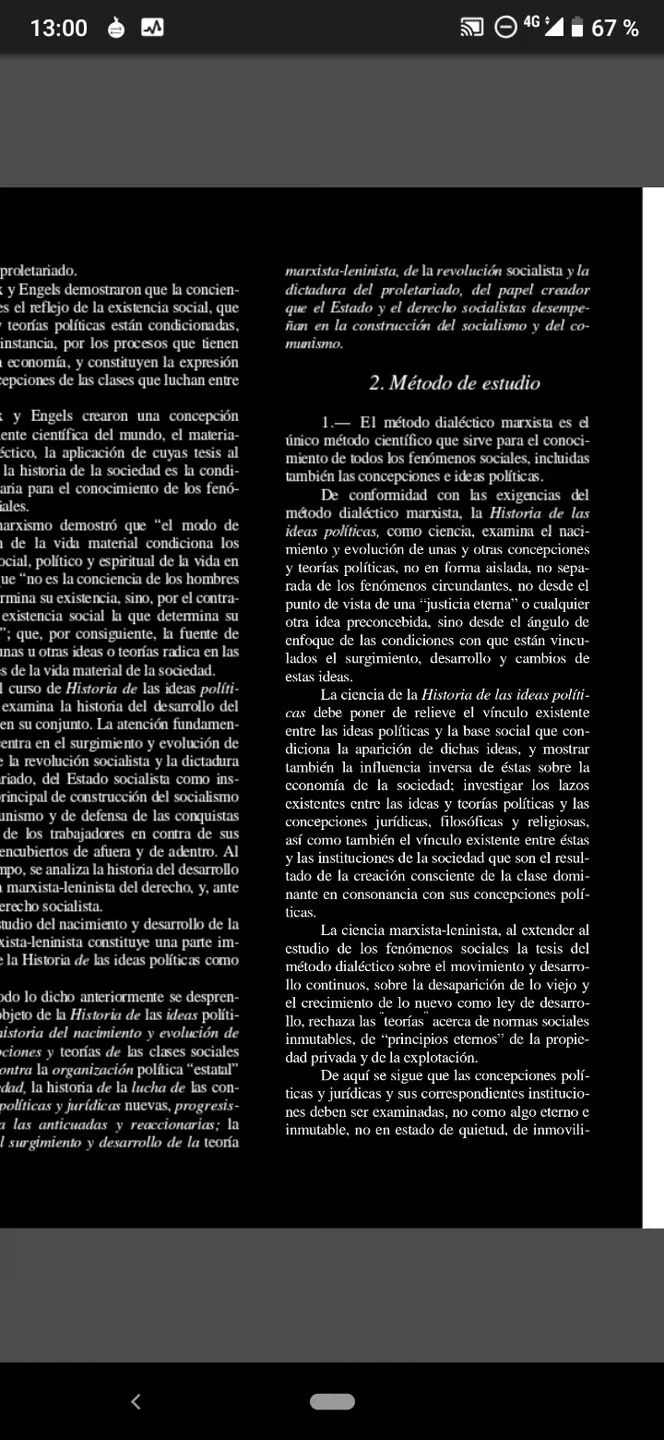 13:00
4G
67 %
proletariado.
x y Engels demostraron que la concien-
es el reflejo de la existencia social, que
y teorías políticas están condicionadas,
instancia, por los procesos que tienen
a economía, y constituyen la expresión
cepciones de las clases que luchan entre
x y Engels crearon una concepción
ente científica del mundo, el materia-
éctico, la aplicación de cuyas tesis al
la historia de la sociedad es la condi-
aria para el conocimiento de los fenó-
iales.
marxismo demostró que “el modo de
n de la vida material condiciona los
ocial, político y espiritual de la vida en
que “no es la conciencia de los hombres
rmina su existencia, sino, por el contra-
existencia social la que determina su
”; que, por consiguiente, la fuente de
unas u otras ideas o teorías radica en las
es de la vida material de la sociedad.
l curso de Historia de las ideas políti-
examina la historia del desarrollo del
en su conjunto. La atención fundamen-
entra en el surgimiento y evolución de
e la revolución socialista y la dictadura
ariado, del Estado socialista como ins-
rincipal de construcción del socialismo
unismo y de defensa de las conquistas
de los trabajadores en contra de sus
encubiertos de afuera y de adentro. Al
mpo, se analiza la historia del desarrollo
a marxista-leninista del derecho, y, ante
erecho socialista.
studio del nacimiento y desarrollo de la
xista-leninista constituye una parte im-
e la Historia de las ideas políticas como
odo lo dicho anteriormente se despren-
objeto de la Historia de las ideas políti-
historia del nacimiento y evolución de
pciones y teorías de las clases sociales
ontra la organización política “estatal”
edad, la historia de la lucha de las con-
políticas y jurídicas nuevas, progresis-
a las anticuadas y reaccionarias; la
l surgimiento y desarrollo de la teoría
marxista-leninista, de la revolución socialista y la
dictadura del proletariado, del papel creador
que el Estado y el derecho socialistas desempe-
ñan en la construcción del socialismo y del co-
munismo.
2. Método de estudio
1.— El método dialéctico marxista es el
único método científico que sirve para el conoci-
miento de todos los fenómenos sociales, incluidas
también las concepciones e ideas políticas.
De conformidad con las exigencias del
método dialéctico marxista, la Historia de las
ideas políticas, como ciencia, examina el naci-
miento y evolución de unas y otras concepciones
y teorías políticas, no en forma aislada, no sepa-
rada de los fenómenos circundantes, no desde el
punto de vista de una “justicia eterna” o cualquier
otra idea preconcebida, sino desde el ángulo de
enfoque de las condiciones con que están vincu-
lados el surgimiento, desarrollo y cambios de
estas ideas.
La ciencia de la Historia de las ideas políti-
cas debe poner de relieve el vínculo existente
entre las ideas políticas y la base social que con-
diciona la aparición de dichas ideas, y mostrar
también la influencia inversa de éstas sobre la
economía de la sociedad; investigar los lazos
existentes entre las ideas y teorías políticas y las
concepciones jurídicas, filosóficas y religiosas,
así como también el vínculo existente entre éstas
y las instituciones de la sociedad que son el resul-
tado de la creación consciente de la clase domi-
nante en consonancia con sus concepciones polí-
ticas.
La ciencia marxista-leninista, al extender al
estudio de los fenómenos sociales la tesis del
método dialéctico sobre el movimiento y desarro-
llo continuos, sobre la desaparición de lo viejo y
el crecimiento de lo nuevo como ley de desarro-
llo, rechaza las "teorías" acerca de normas sociales
inmutables, de “principios eternos” de la propie-
dad privada y de la explotación.
De aquí se sigue que las concepciones polí-
ticas y jurídicas y sus correspondientes institucio-
nes deben ser examinadas, no como algo eterno e
inmutable, no en estado de quietud, de inmovili-